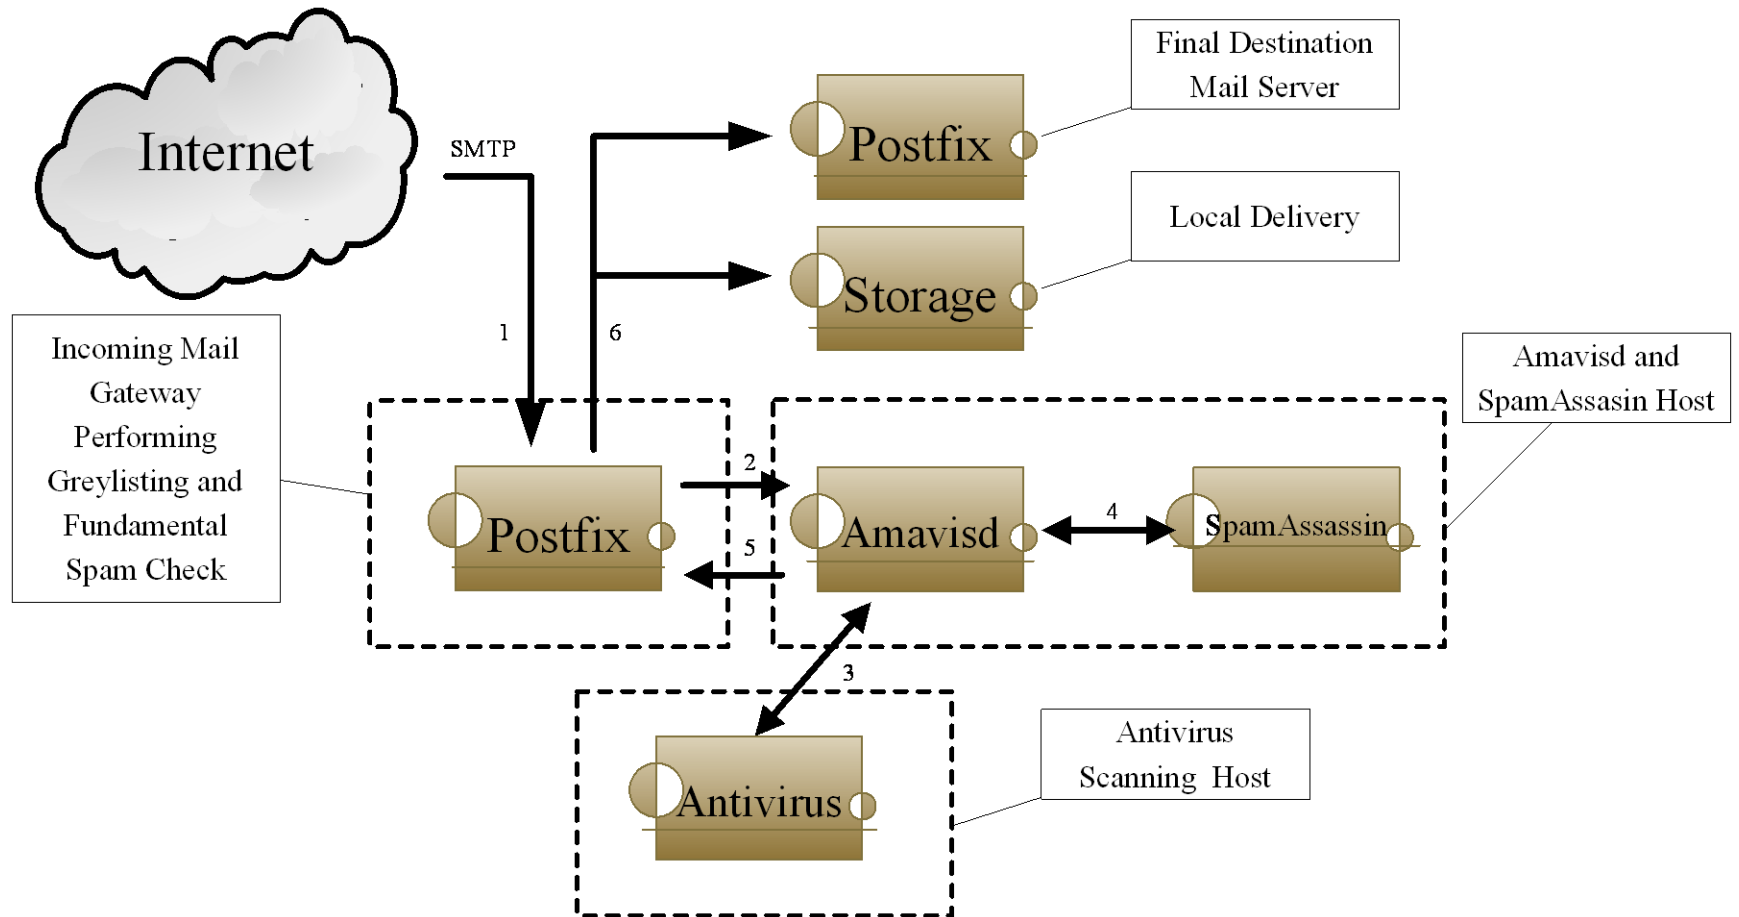 Internet
SMTP
Final Destination
Mail Server
Postfix
Local Delivery
Storage
1
6
Incoming Mail
Gateway
Performing
Greylisting and
Fundamental
Spam Check
Amavisd and
SpamAssasin Host
Postfix
2
5
Amavisd
4
SpamAssassin
3
Antivirus
Antivirus
Scanning Host